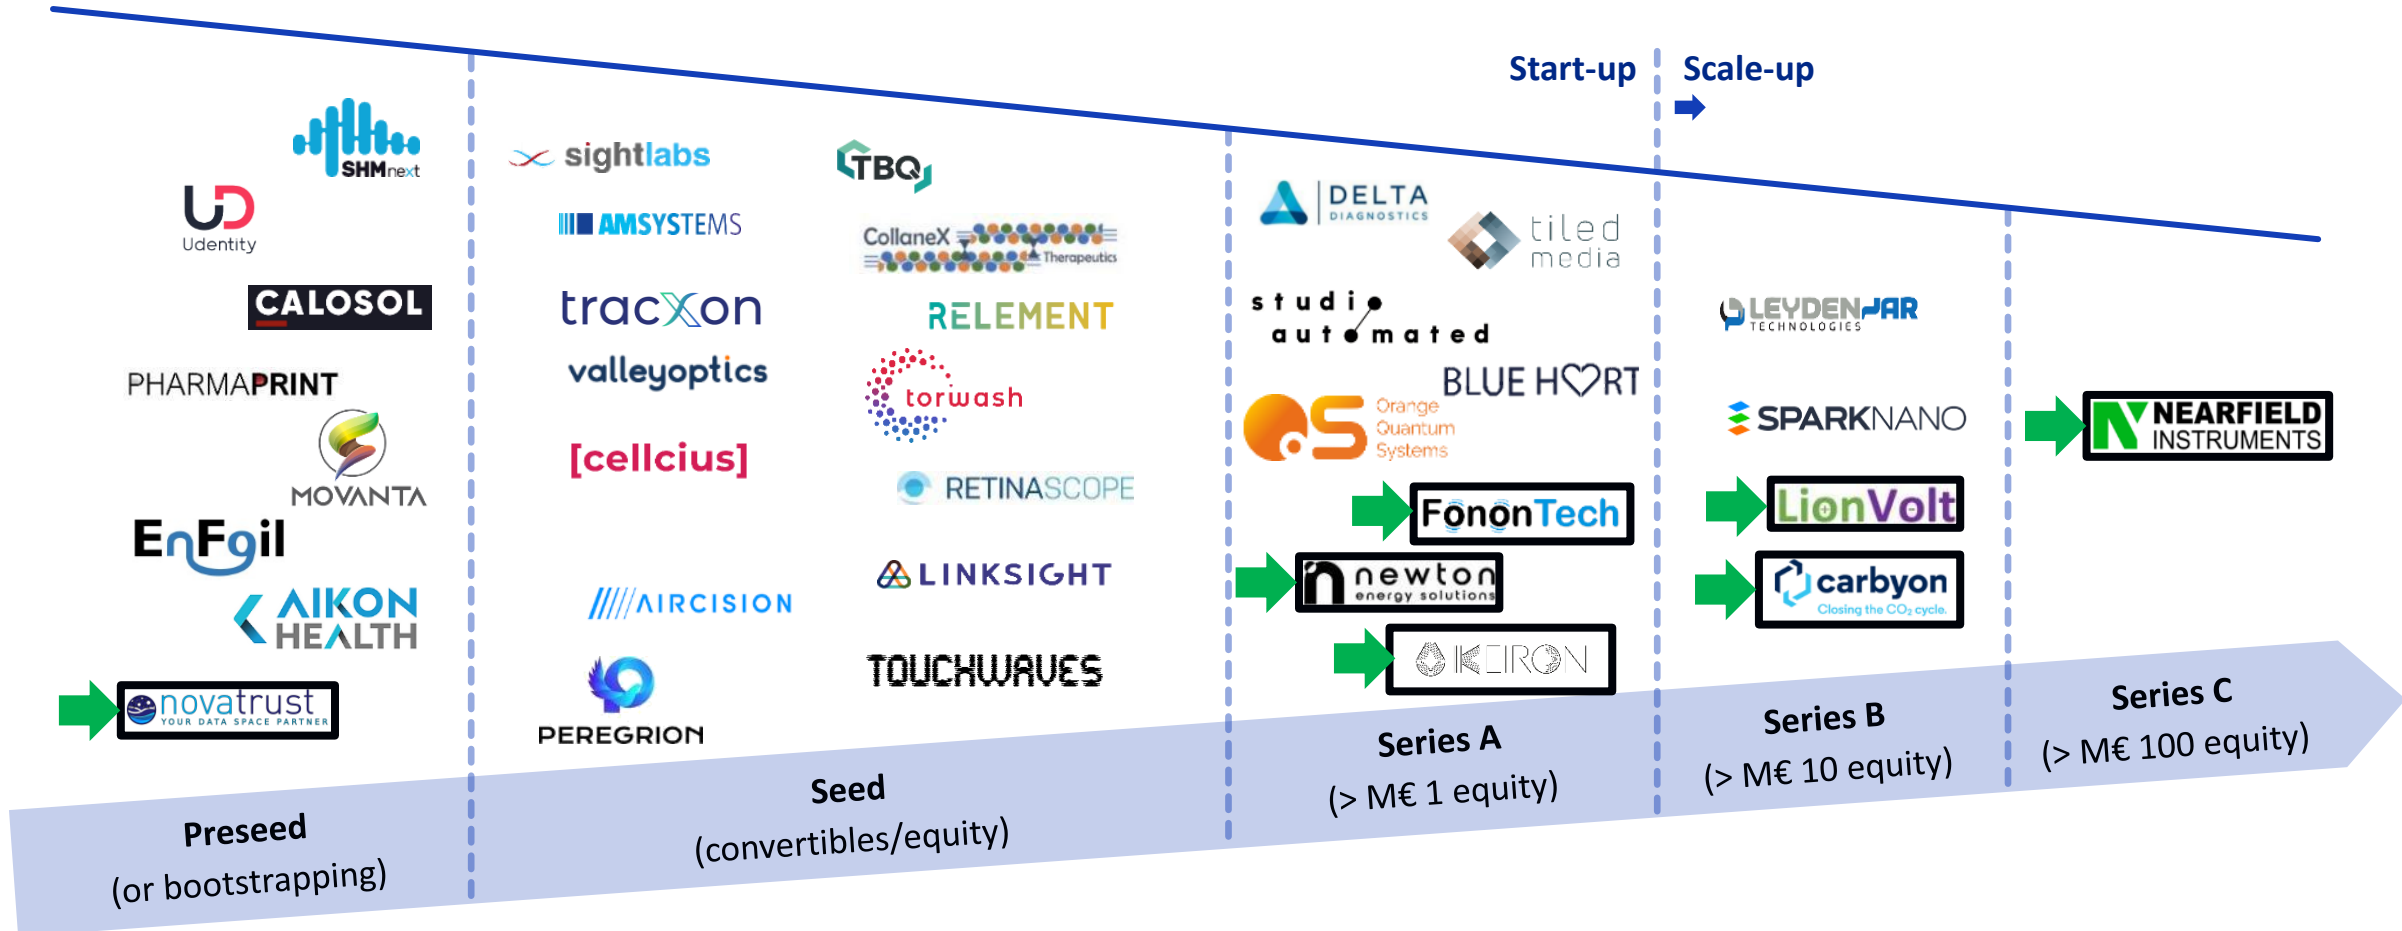 Start-up
Scale-up
SHMnext
Udentity
CALOSOL
PHARMAPRINT
MOVANTA
EnFoil
AIKON
HEALTH
novatrust
YOUR DATA SPACE PARTNER
sightlabs
AMSYSTEMS
tracXon
valleyoptics
[cellcius]
AIRCISION
PEREGRION
TBQ
CollaneX
Therapeutics
RELEMENT
torwash
RETINASCOPE
LINKSIGHT
TOUCHWAVES
DELTA
DIAGNOSTICS
tiled
media
studio
automated
BLUE HART
QS
Orange
Quantum
Systems
FononTech
newton
energy solutions
KEIRON
LEYDENJAR
TECHNOLOGIES
SPARKNANO
LionVolt
carbyon
Closing the CO₂ cycle.
NEARFIELD
INSTRUMENTS
Preseed
(or bootstrapping)
Seed
(convertibles/equity)
Series A
(> M€ 1 equity)
Series B
(> M€ 10 equity)
Series C
(> M€ 100 equity)